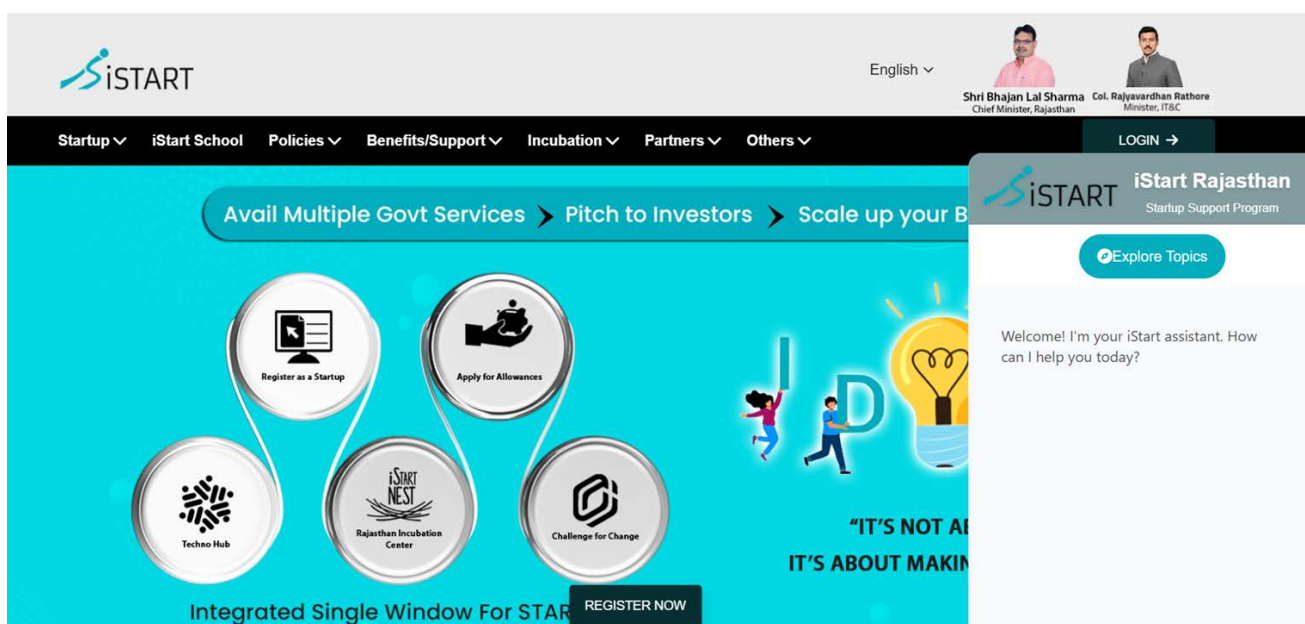 iSTART
English
Shri Bhajan Lal Sharma
Chief Minister, Rajasthan
Col. Rajyavardhan Rathore
Minister, IT&C
Startup
iStart School
Policies
Benefits/Support
Incubation
Partners
Others
LOGIN →
iSTART
iStart Rajasthan
Startup Support Program
Explore Topics
Welcome! I'm your iStart assistant. How
can I help you today?
Avail Multiple Govt Services
Pitch to Investors
Scale up your B
Register as a Startup
Apply for Allowances
Techno Hub
iSTART
NEST
Rajasthan Incubation
Center
Challenge for Change
I D
"IT'S NOT AB
IT'S ABOUT MAKIN
Integrated Single Window For STAR
REGISTER NOW